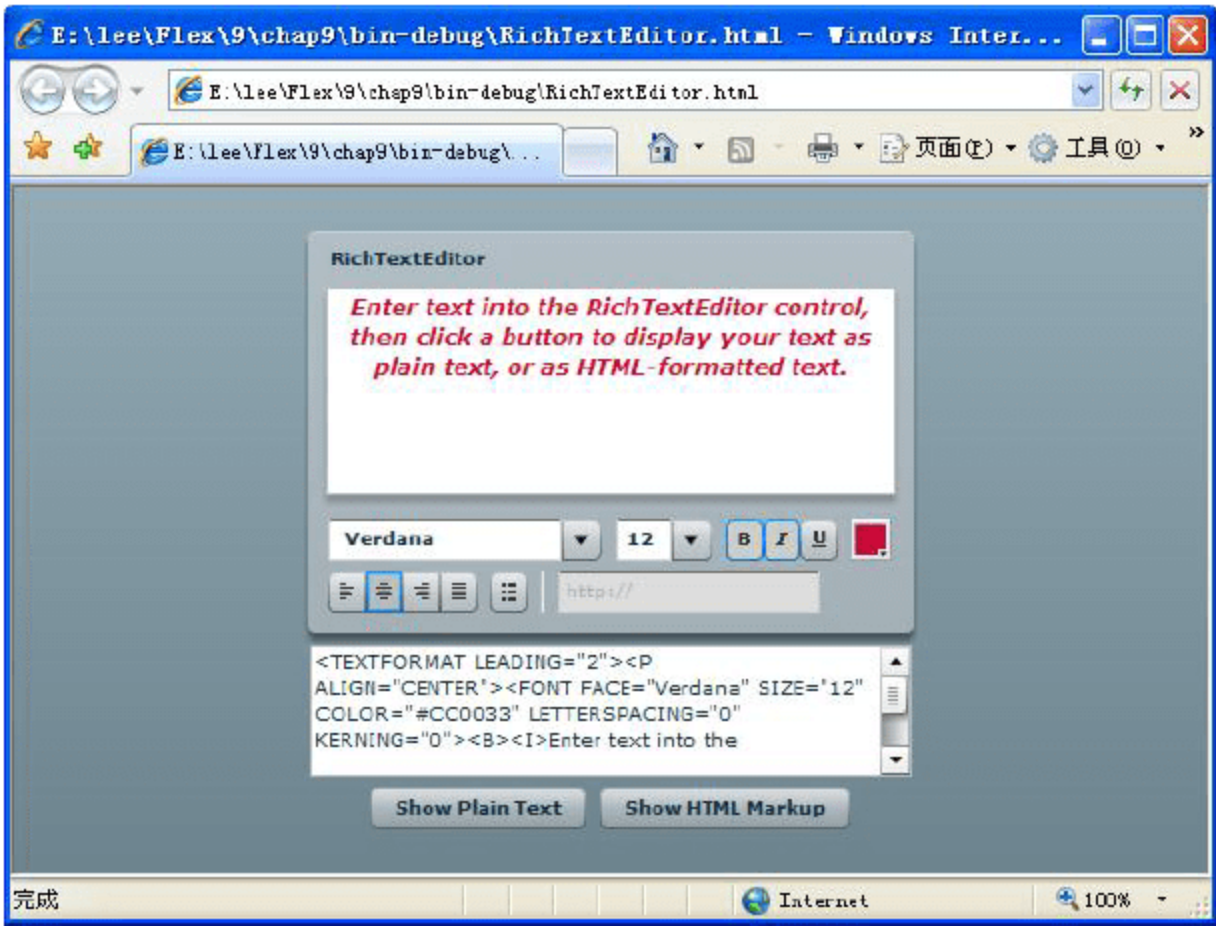 E:\lee\Flex\9\chap9\bin-debug\RichTextEditor.html - Windows Inter...
E:\lee\Flex\9\chap9\bin-debug\RichTextEditor.html
E:\lee\Flex\9\chap9\bin-debug\... 页面(P) 工具(O) »
RichTextEditor
Enter text into the RichTextEditor control,
then click a button to display your text as
plain text, or as HTML-formatted text.
Verdana 12 B I U
http://
<TEXTFORMAT LEADING="2"><P
ALIGN="CENTER"><FONT FACE="Verdana" SIZE="12"
COLOR="#CC0033" LETTERSPACING="0"
KERNING="0"><B><I>Enter text into the
Show Plain Text Show HTML Markup
完成 Internet 100%